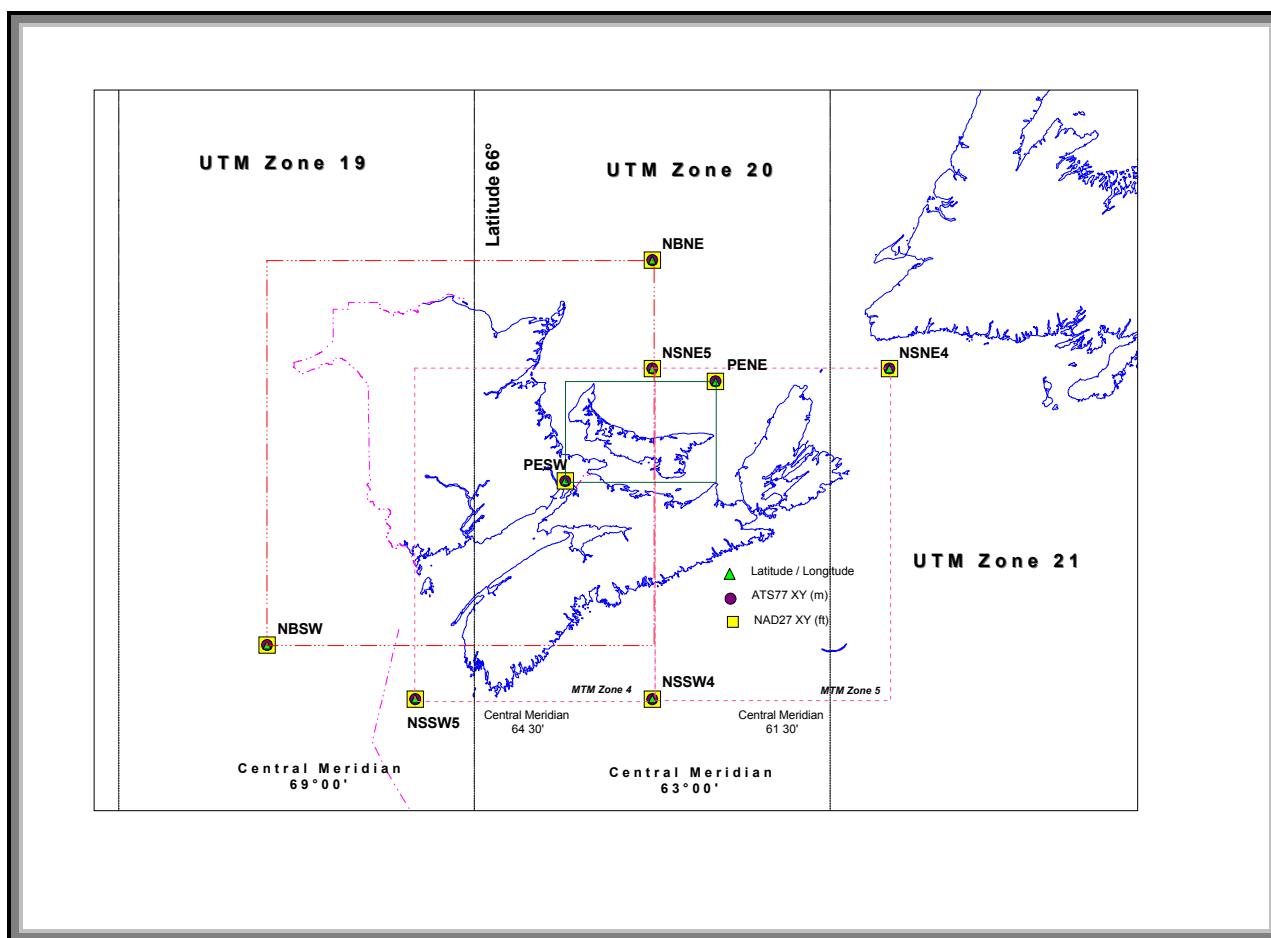 UTM Zone 19
UTM Zone 20
Latitude 66°
NBNE
NSNE5
PENE
NSNE4
PESW
UTM Zone 21
Latitude / Longitude
ATS77 XY (m)
NAD27 XY (ft)
NBSW
MTM Zone 4
NSSW4
MTM Zone 5
NSSW5
Central Meridian
64 30'
Central Meridian
61 30'
Central Meridian
69°00'
Central Meridian
63°00'